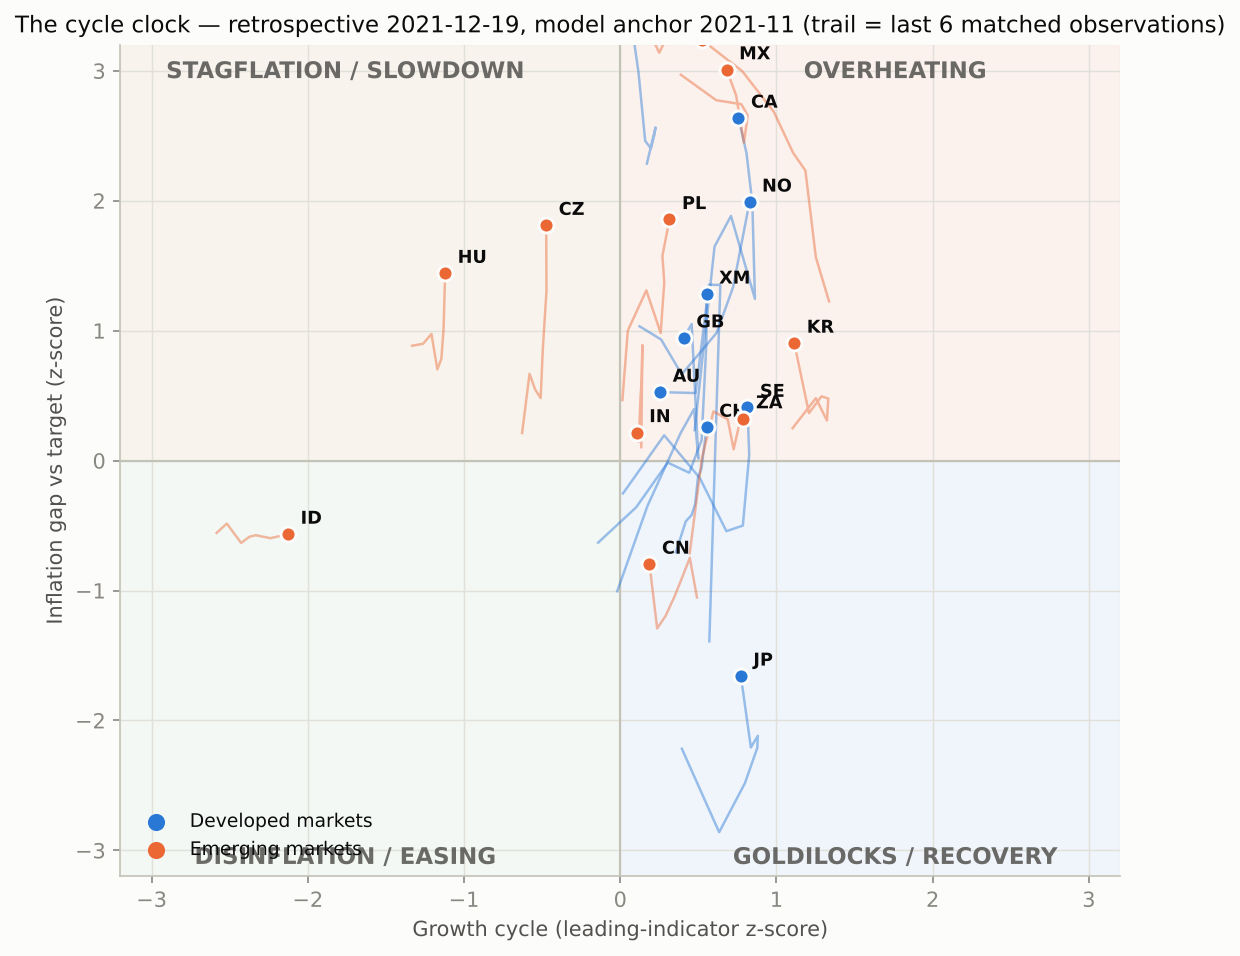 The cycle clock — retrospective 2021-12-19, model anchor 2021-11 (trail = last 6 matched observations)
STAGFLATION / SLOWDOWN
OVERHEATING
MX
CA
NO
PL
CZ
HU
XM
GB
KR
AU
SE
ZA
CH
IN
ID
CN
JP
Developed markets
Emerging markets
DISINFLATION / EASING
GOLDILOCKS / RECOVERY
3
2
1
0
−1
−2
−3
−3
−2
−1
0
1
2
3
Inflation gap vs target (z-score)
Growth cycle (leading-indicator z-score)